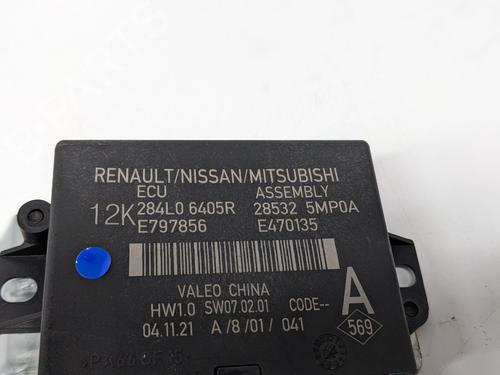 RENAULT/NISSAN/MITSUBISHI
ECU ASSEMBLY
12K 284L0 6405R 28532 5MP0A
E797856 E470135
VALEO CHINA
HW1.0 SW07.02.01 CODE-- A
04.11.21 A/8/01/ 041 569